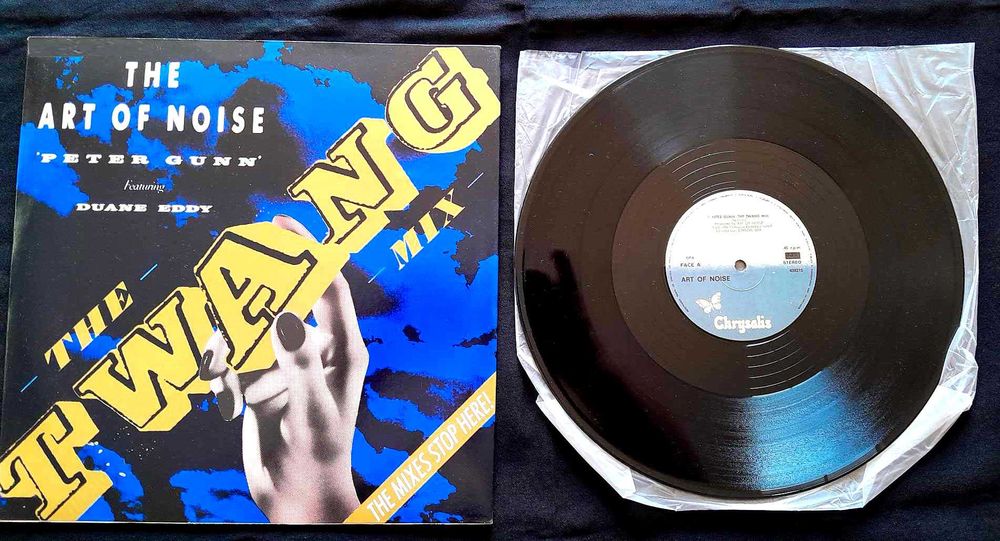 THE
ART OF NOISE
'PETER GUNN'
Featuring
DUANE EDDY
THE
TWANG
MIX
THE MIXES STOP HERE!
FACE A
ART OF NOISE
STEREO
Chrysalis